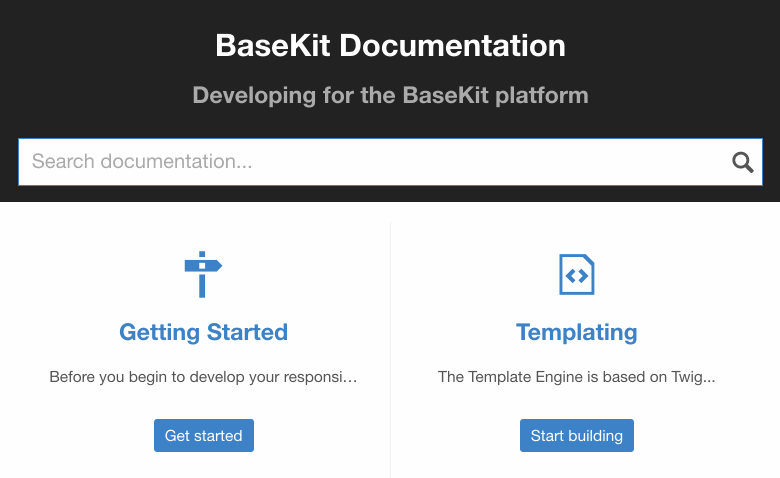 BaseKit Documentation
Developing for the BaseKit platform
Search documentation...
Getting Started
Before you begin to develop your responsi...
Get started
Templating
The Template Engine is based on Twig...
Start building